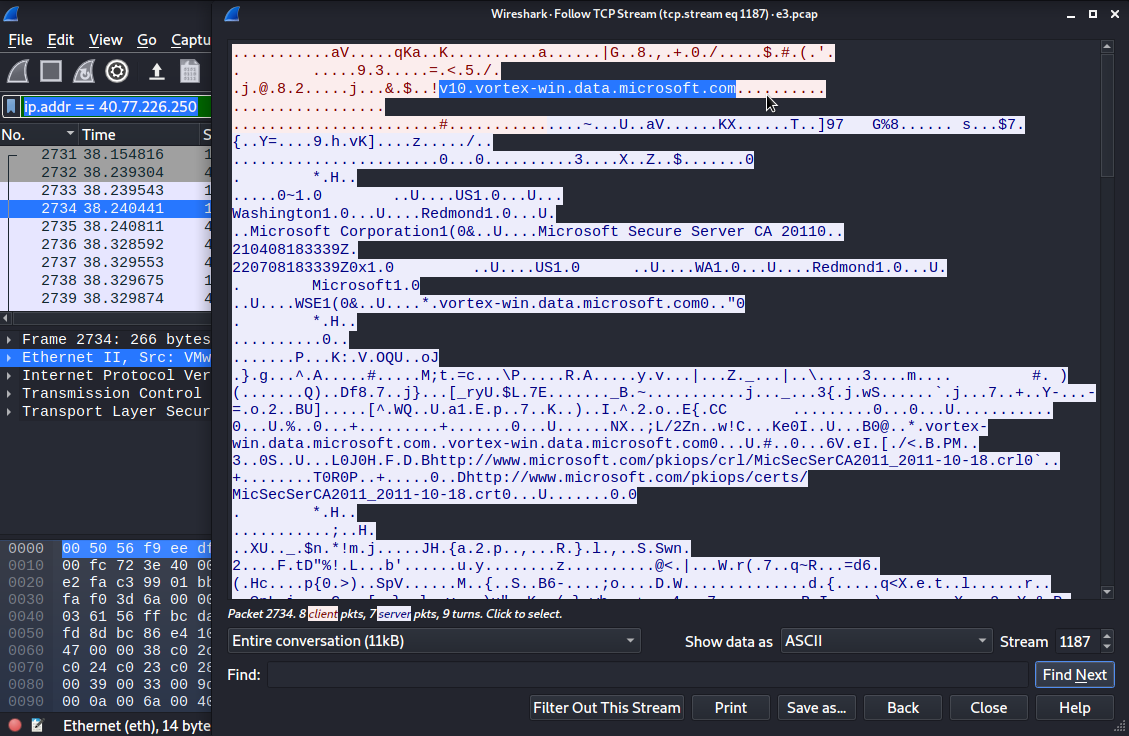 Wireshark · Follow TCP Stream (tcp.stream eq 1187) · e3.pcap
File Edit View Go Captu
ip.addr == 40.77.226.250
No. Time S
2731 38.154816 1
2732 38.239304 4
2733 38.239543 1
2734 38.240441 1
2735 38.240811 4
2736 38.328592 4
2737 38.329553 4
2738 38.329675 1
2739 38.329874 4
Frame 2734: 266 bytes
Ethernet II, Src: VMw
Internet Protocol Ver
Transmission Control
Transport Layer Secur
0000 00 50 56 f9 ee df
0010 00 fc 72 3e 40 00
0020 e2 fa c3 99 01 bb
0030 fa f0 3d 6a 00 00
0040 03 61 56 ff bc da
0050 fd 8d bc 86 e4 10
0060 47 00 00 38 c0 2c
0070 c0 24 c0 23 c0 28
0080 00 39 00 33 00 9d
0090 00 0a 00 6a 00 40
Ethernet (eth), 14 byte
...........aV.....qKa..K..........a......|G..8.,.+.0./.....$.#.(.'.
. .....9.3.....=.<.5./.
.j.@.8.2.....j...&.$..!v10.vortex-win.data.microsoft.com..........
.................
.......................#...............~...U..aV......KX......T..]97 G%8...... s...$7.
{..Y=....9.h.vK]....z...../..
.......................0...0..........3....X..Z..$.......0
. *.H..
.....0~1.0 ..U....US1.0...U...
Washington1.0...U....Redmond1.0...U.
..Microsoft Corporation1(0&..U....Microsoft Secure Server CA 20110..
210408183339Z.
220708183339Z0x1.0 ..U....US1.0 ..U....WA1.0...U....Redmond1.0...U.
. Microsoft1.0
..U....WSE1(0&..U....*.vortex-win.data.microsoft.com0.."0
. *.H..
..........0..
.......P...K:.V.OQU..oJ
.}.g...^.A.....#.....M;t.=c...\P.....R.A.....y.v...|...Z._...|..\.....3....m.... #. )
(.......Q)..Df8.7..j}...[_ryU.$L.7E......._B.~...........j..._...3{.j.wS......`.j...7..+..Y-...-
=.o.2..BU].....[^.WQ..U.a1.E.p..7..K..)..I.^.2.o..E{.CC .........0...0...U...........
0...U.%..0...+........+.......0...U......NX..;L/2Zn..w!C...Ke0I..U...B0@..*.vortex-
win.data.microsoft.com..vortex-win.data.microsoft.com0...U.#..0...6V.eI.[./<.B.PM..
3..0S..U...L0J0H.F.D.Bhttp://www.microsoft.com/pkiops/crl/MicSecSerCA2011_2011-10-18.crl0`..
+........T0R0P..+.....0..Dhttp://www.microsoft.com/pkiops/certs/
MicSecSerCA2011_2011-10-18.crt0...U.......0.0
. *.H..
...........;..H.
..XU.._.$n.*!m.j.....JH.{a.2.p..,...R.}.l.,..S.Swn.
2....F.tD"%!.L...b'......u.y........z..........@<.|...W.r(.7..q~R...=d6.
(.Hc....p{0.>)..SpV......M..{..S..B6-....;o....D.W..............d.{.....q<X.e.t..l......r..
Packet 2734. 8 client pkts, 7 server pkts, 9 turns. Click to select.
Entire conversation (11kB) Show data as ASCII Stream 1187
Find: Find Next
Filter Out This Stream Print Save as... Back Close Help